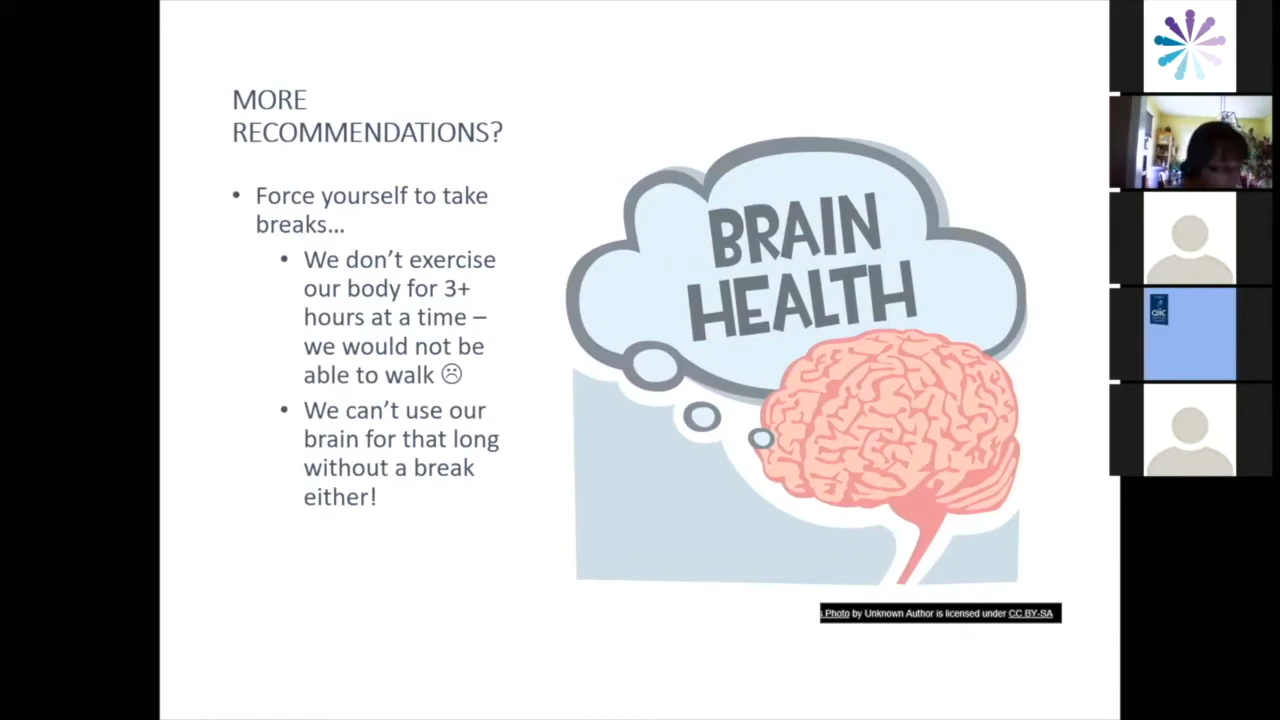 MORE
RECOMMENDATIONS?
• Force yourself to take
breaks…
• We don’t exercise
our body for 3+
hours at a time –
we would not be
able to walk ☹
• We can’t use our
brain for that long
without a break
either!
BRAIN
HEALTH
Photo by Unknown Author is licensed under CC BY-SA
aiic